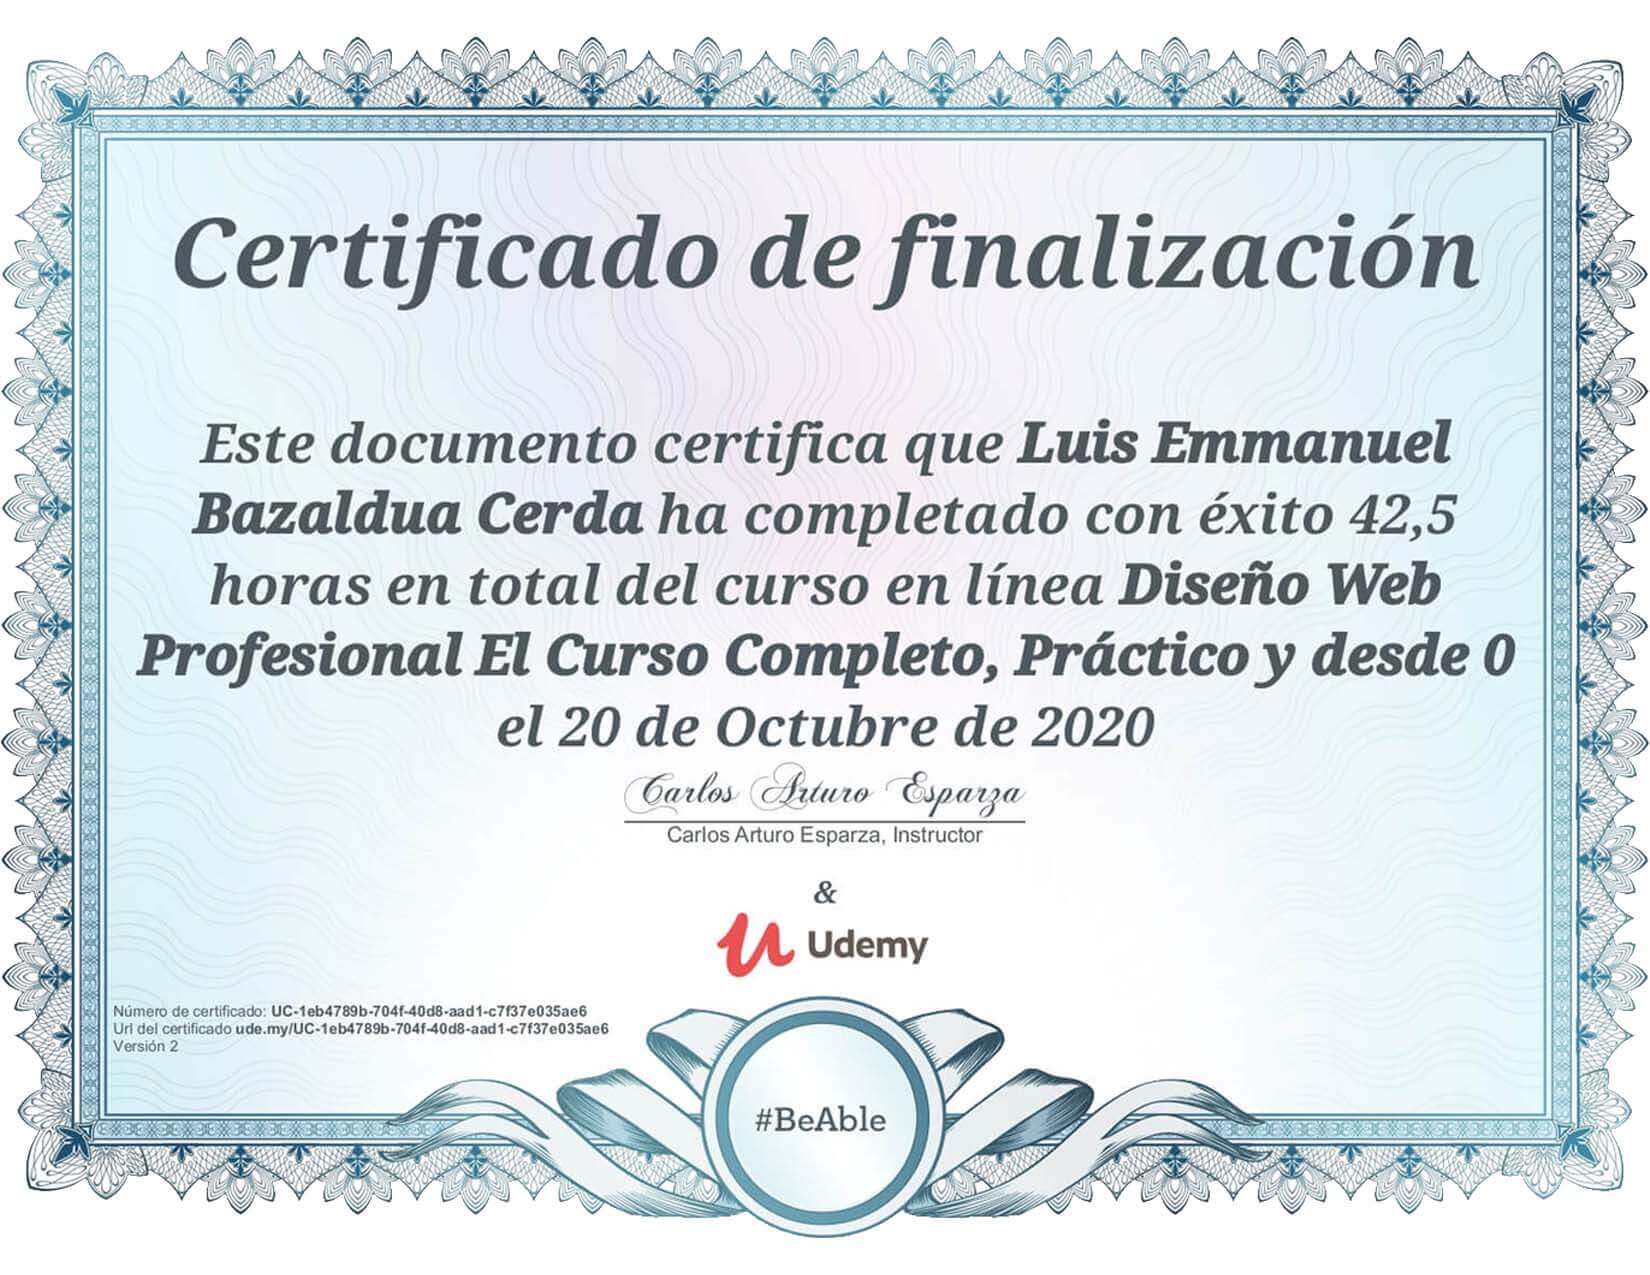 Certificado de finalización
Este documento certifica que Luis Emmanuel
Bazaldua Cerda ha completado con éxito 42,5
horas en total del curso en línea Diseño Web
Profesional El Curso Completo, Práctico y desde 0
el 20 de Octubre de 2020
Carlos Arturo Esparza
Carlos Arturo Esparza, Instructor
&
Udemy
Número de certificado: UC-1eb4789b-704f-40d8-aad1-c7f37e035ae6
Url del certificado ude.my/UC-1eb4789b-704f-40d8-aad1-c7f37e035ae6
Versión 2
#BeAble